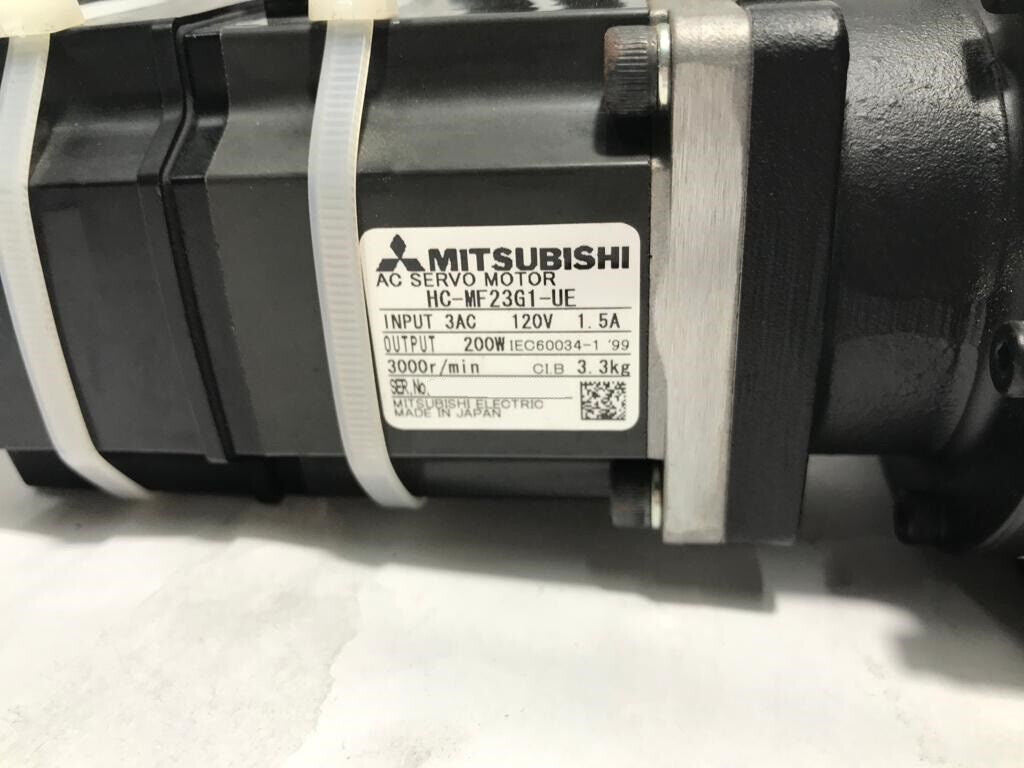 MITSUBISHI
AC SERVO MOTOR
HC-MF23G1-UE
INPUT 3AC 120V 1.5A
OUTPUT 200W IEC60034-1 '99
3000r/min CI.B 3.3kg
SER.No.
MITSUBISHI ELECTRIC
MADE IN JAPAN